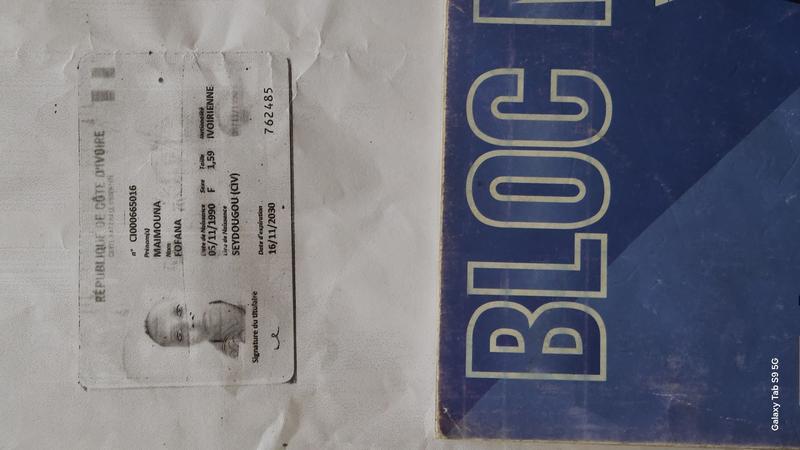 RÉPUBLIQUE DE CÔTE D'IVOIRE
n° CI000665016
Prénom(s)
MAIMOUNA
Nom
FOFANA
Date de Naissance Sexe Taille Nationalité
05/11/1990 F 1,59 IVOIRIENNE
Lieu de Naissance
SEYDOUGOU (CIV)
Date d'expiration
16/11/2030
762485
Signature du titulaire
BLOC
Galaxy Tab S9 5G